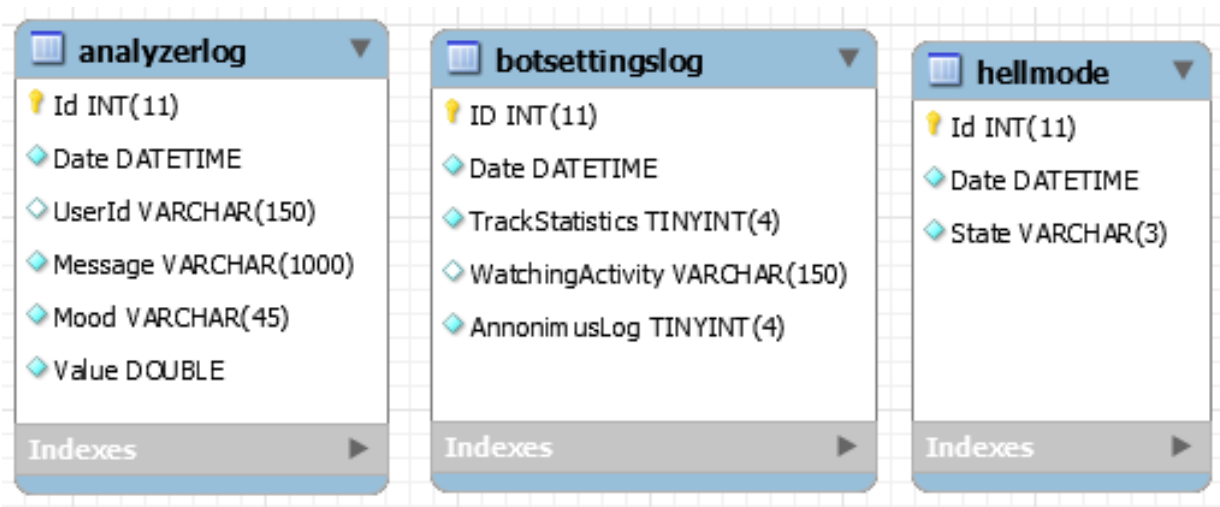 analyzerlog
Id INT(11)
Date DATETIME
UserId VARCHAR(150)
Message VARCHAR(1000)
Mood VARCHAR(45)
Value DOUBLE
Indexes
botsettingslog
ID INT(11)
Date DATETIME
TrackStatistics TINYINT(4)
WatchingActivity VARCHAR(150)
AnnonimusLog TINYINT(4)
Indexes
hellmode
Id INT(11)
Date DATETIME
State VARCHAR(3)
Indexes